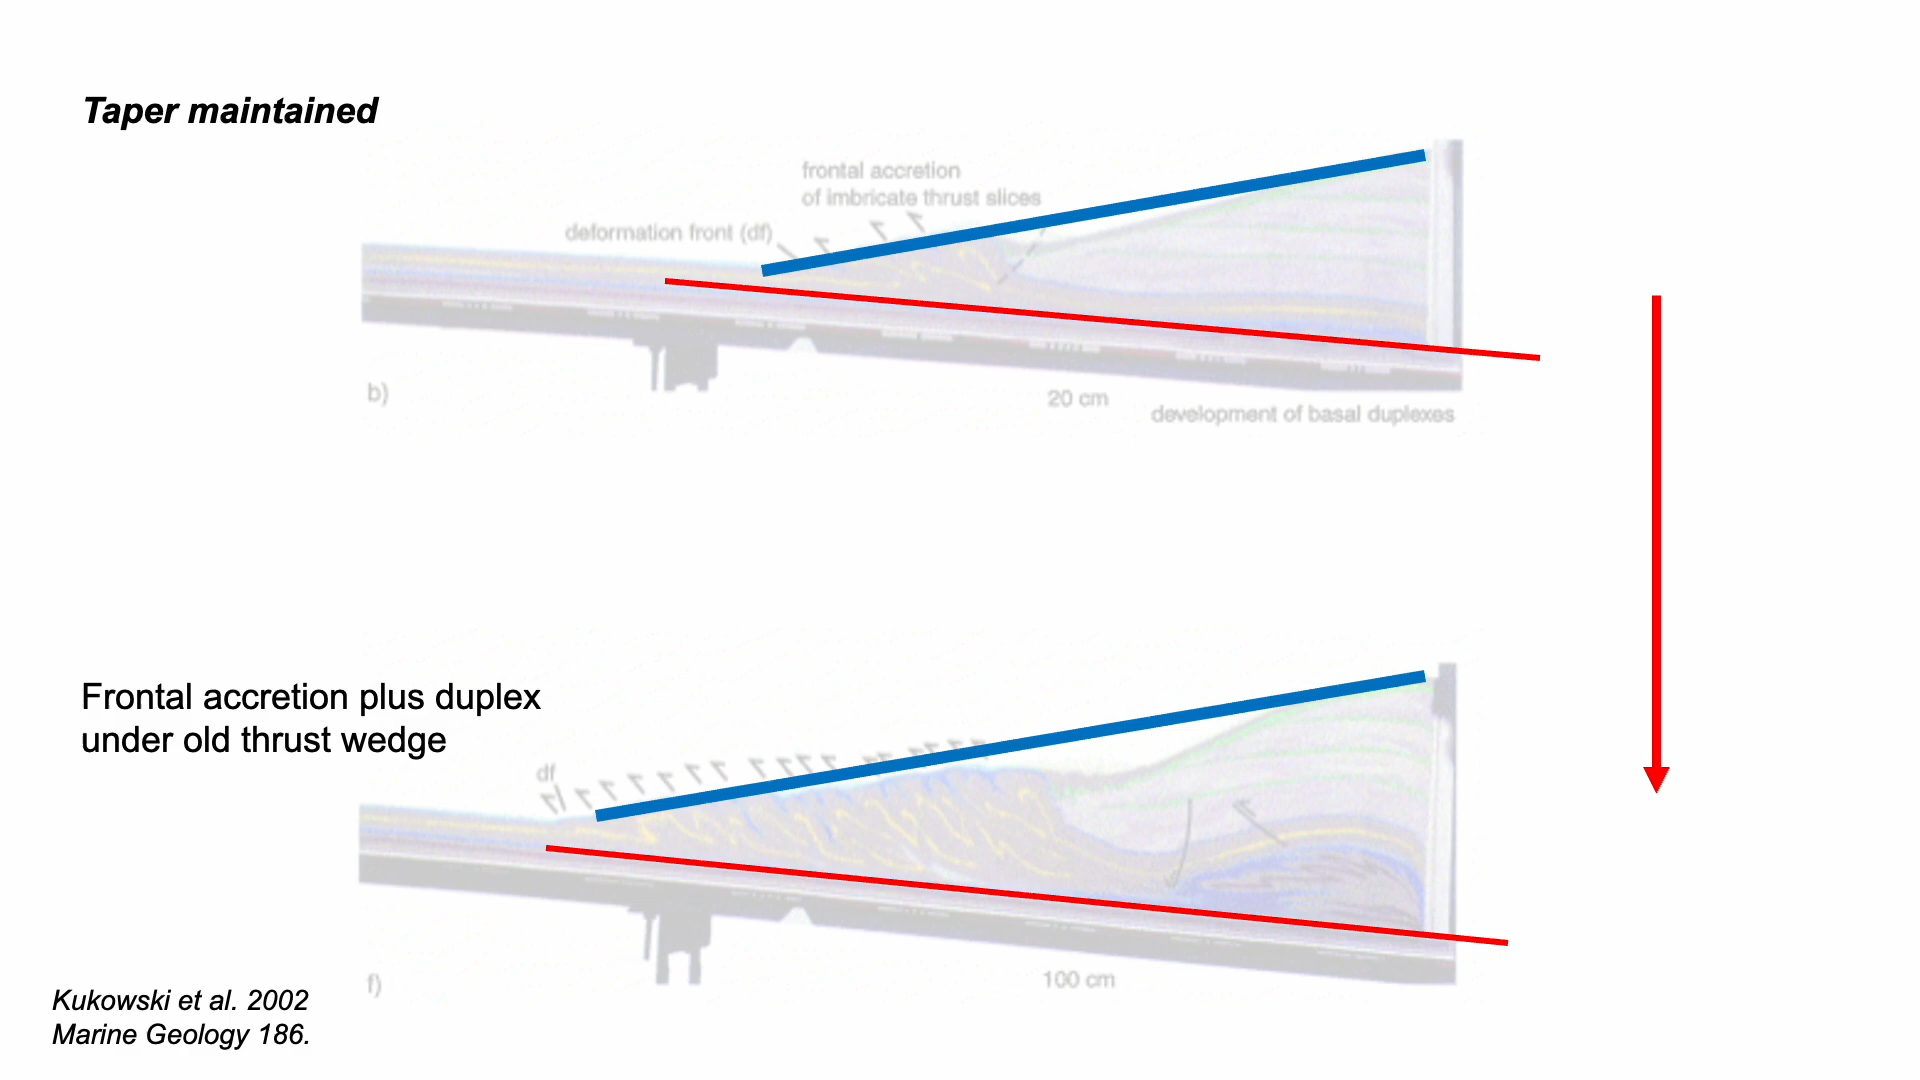 Taper maintained
frontal accretion
of imbricate thrust slices
deformation front (df)
b)
20 cm
development of basal duplexes
Frontal accretion plus duplex
under old thrust wedge
df
f)
100 cm
Kukowski et al. 2002
Marine Geology 186.